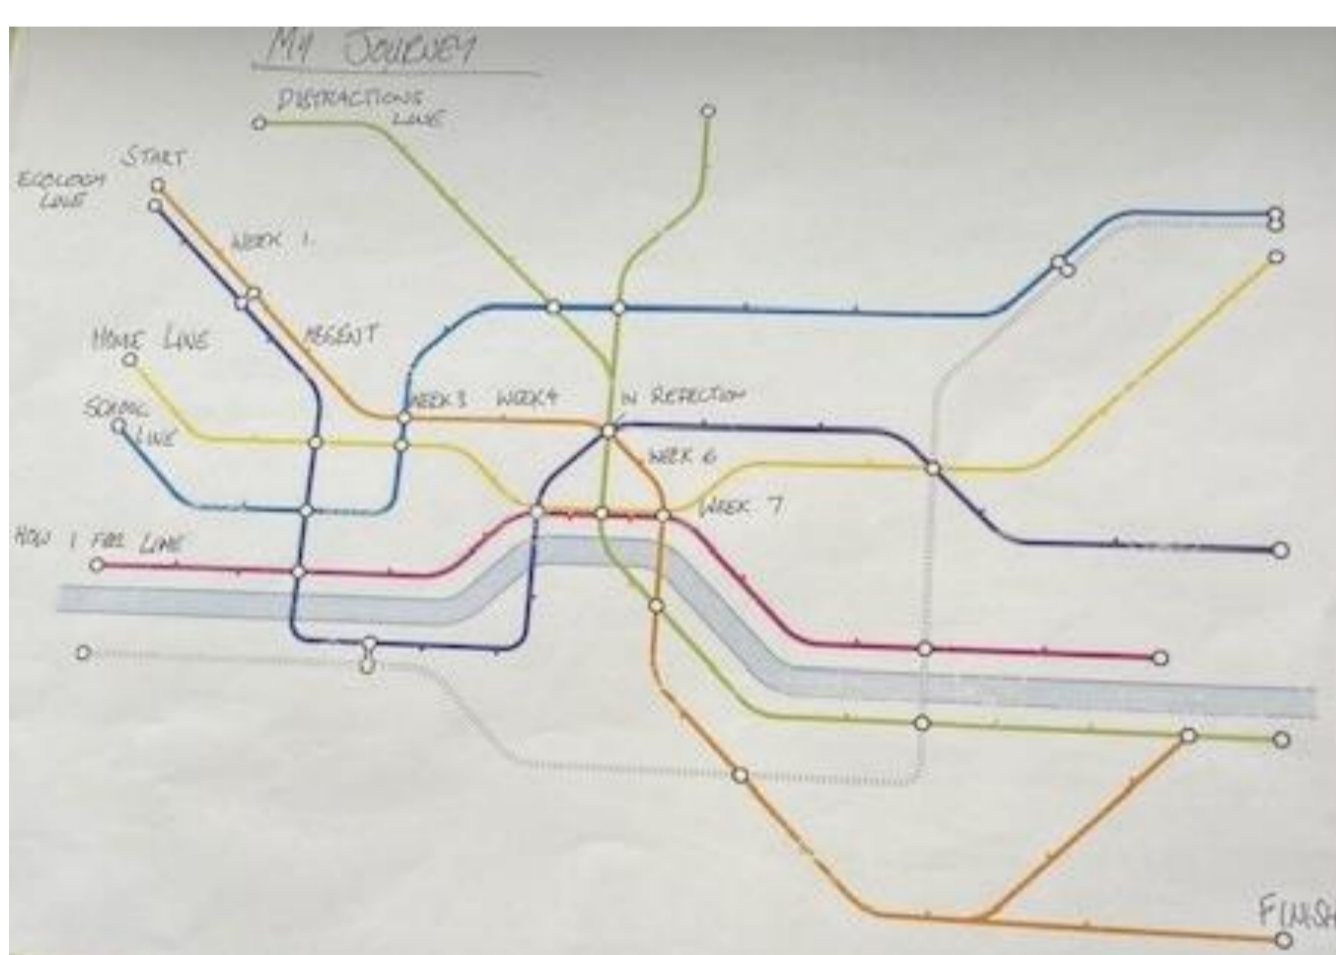 MY JOURNEY
DISTRACTIONS
LINE
START
ECOLOGY
LINE
WEEK 1.
ABSENT
HOME LINE
WEEK 3 WEEK 4
IN REFECTION
SCHOOL
LINE
WEEK 6
WEEK 7
HOW I FEEL LINE
FINISH